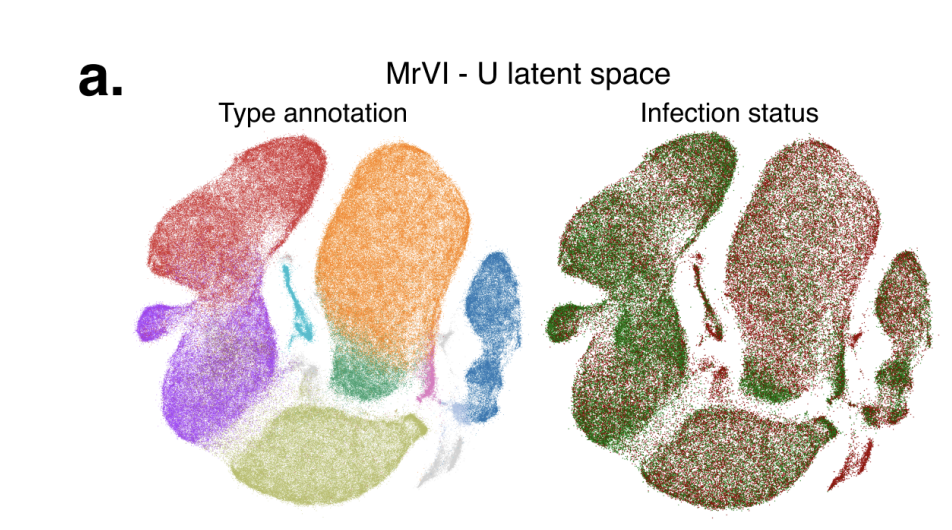 a.
MrVI - U latent space
Type annotation
Infection status